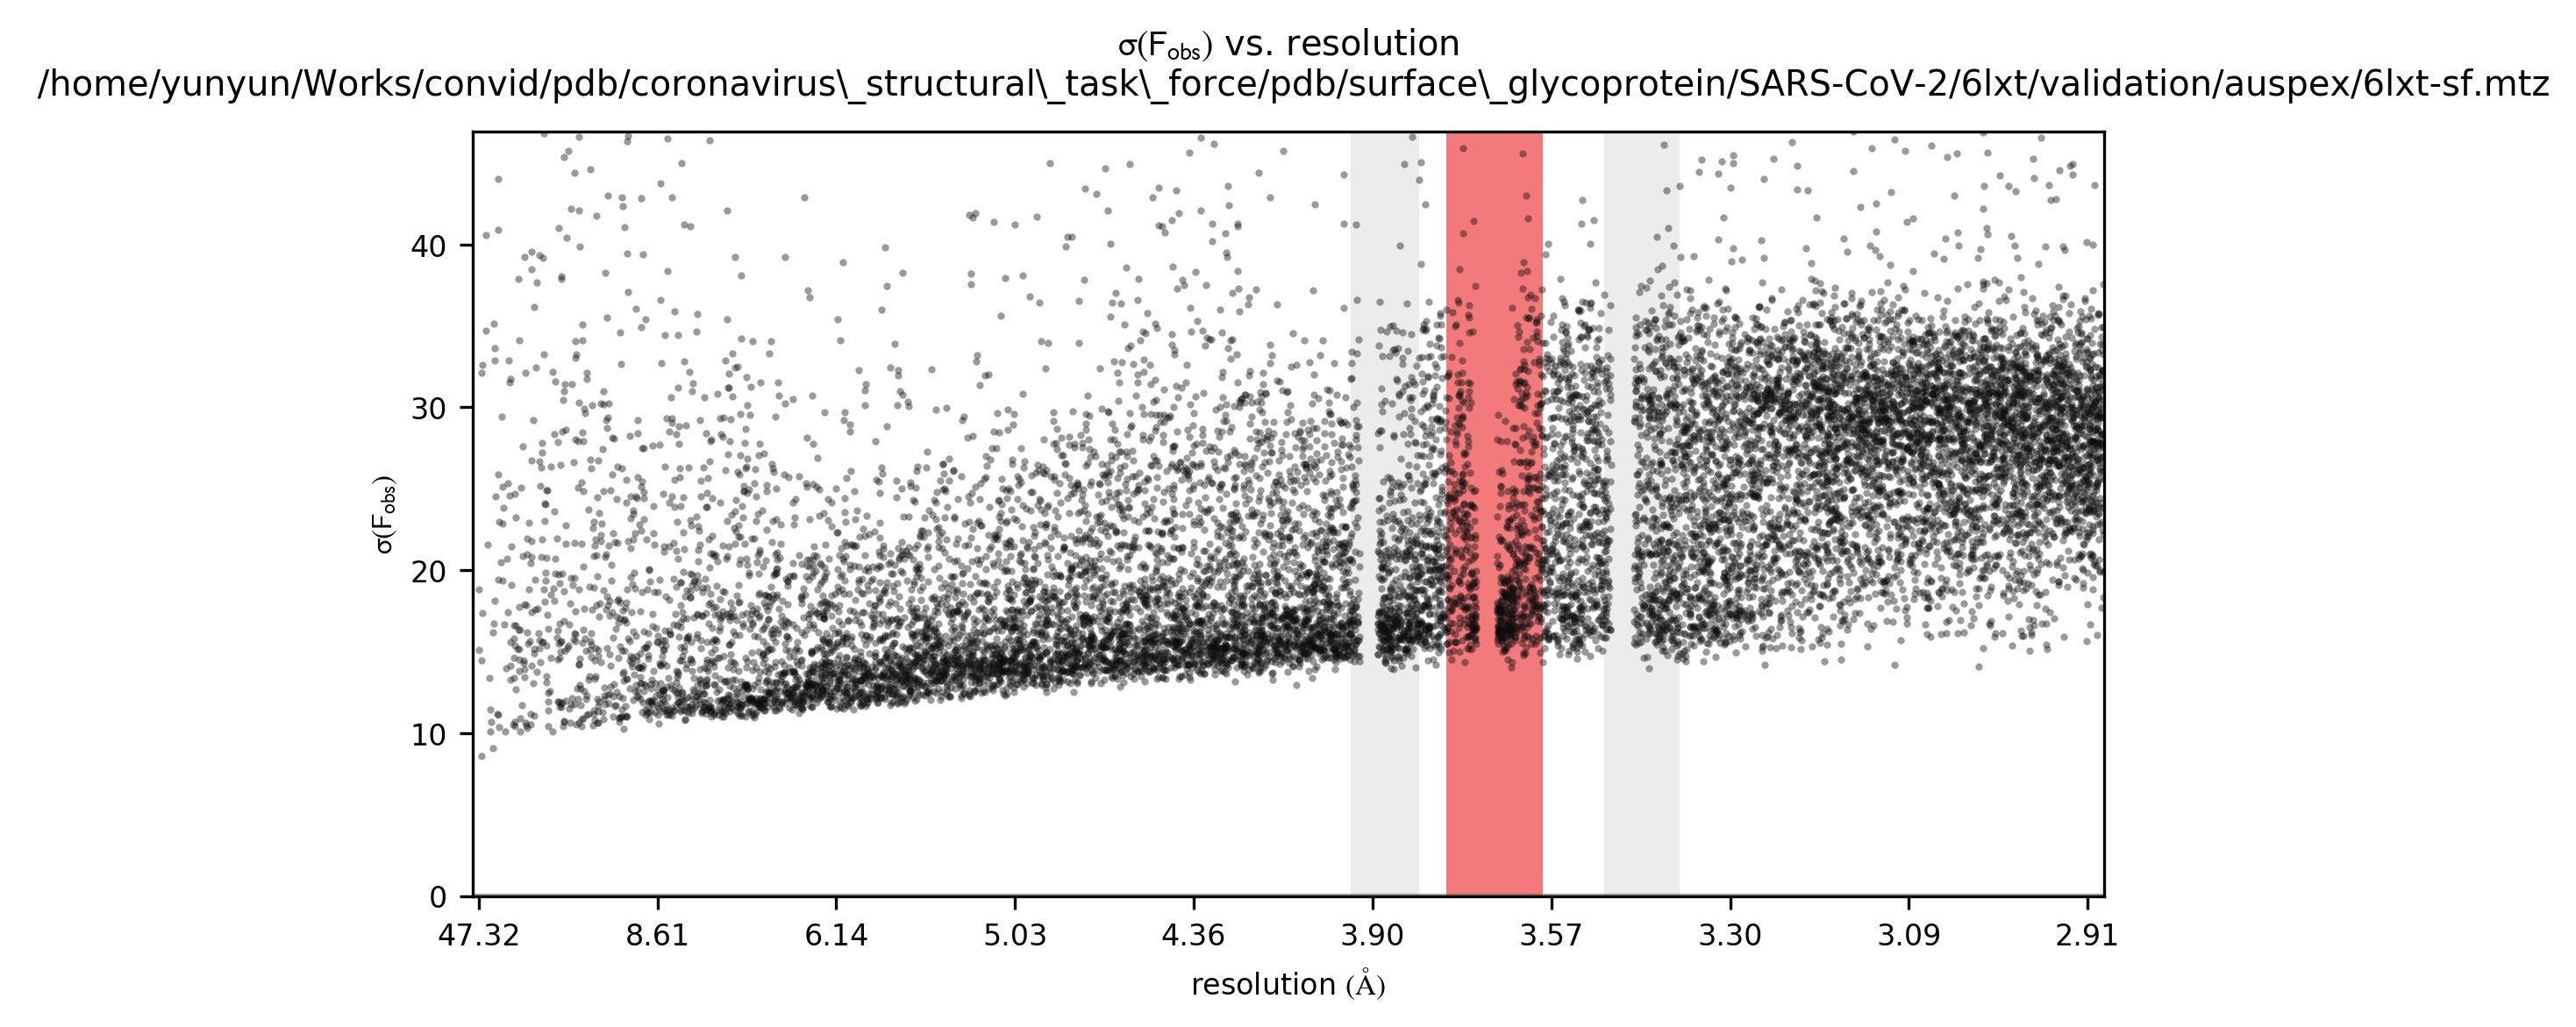 σ(Fobs) vs. resolution
/home/yunyun/Works/convid/pdb/coronavirus\_structural\_task\_force/pdb/surface\_glycoprotein/SARS-CoV-2/6lxt/validation/auspex/6lxt-sf.mtz
40
30
20
10
0
σ(Fobs)
47.32 8.61 6.14 5.03 4.36 3.90 3.57 3.30 3.09 2.91
resolution (Å)